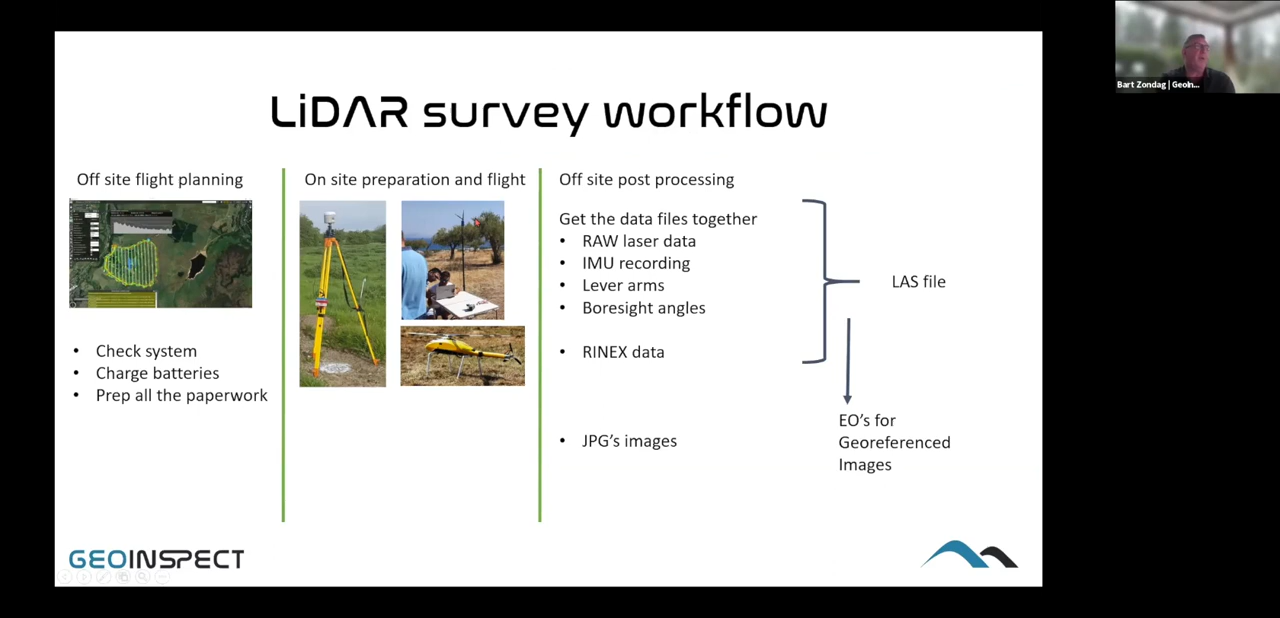 LiDAR survey workflow
Off site flight planning
Check system
Charge batteries
Prep all the paperwork
On site preparation and flight
Off site post processing
Get the data files together
RAW laser data
IMU recording
Lever arms
Boresight angles
RINEX data
JPG's images
LAS file
EO's for
Georeferenced
Images
GEOINSPECT
Bart Zondag | GeoIn...